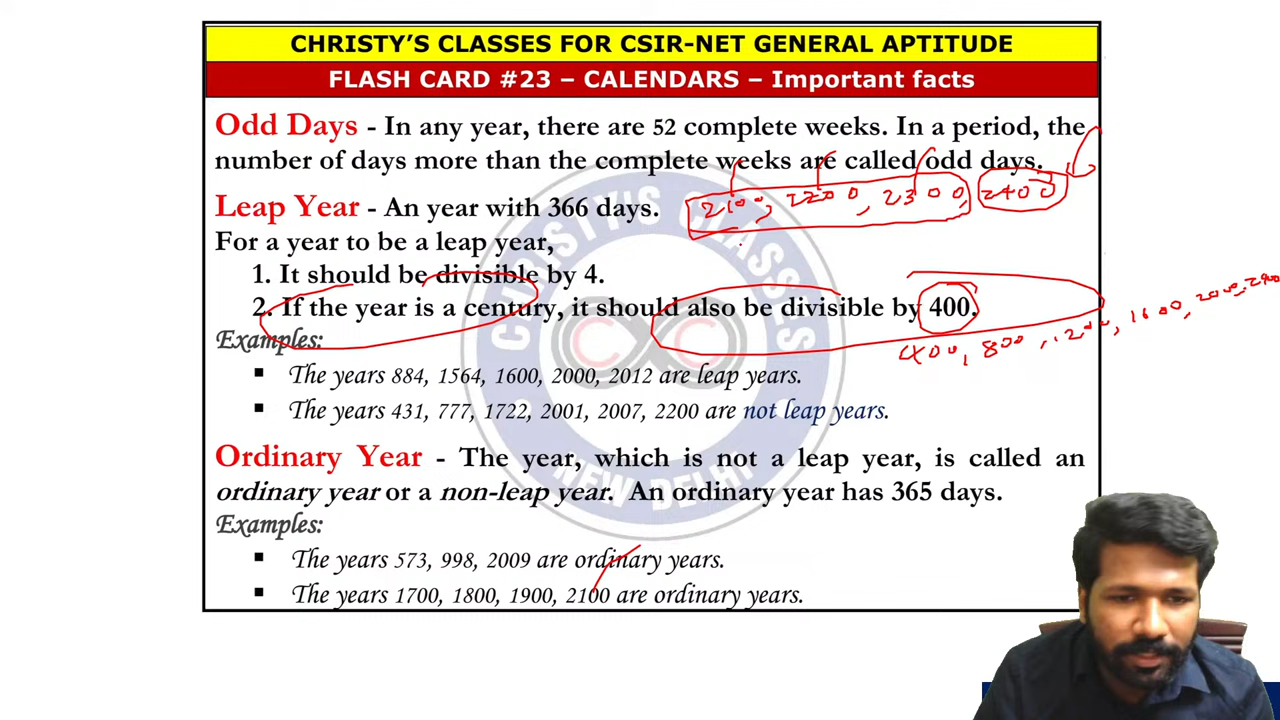 CHRISTY'S CLASSES FOR CSIR-NET GENERAL APTITUDE
FLASH CARD #23 – CALENDARS – Important facts
Odd Days - In any year, there are 52 complete weeks. In a period, the
number of days more than the complete weeks are called odd days.
2100, 2200, 2300, 2400
Leap Year - An year with 366 days.
For a year to be a leap year,
1. It should be divisible by 4.
2. If the year is a century, it should also be divisible by 400.
400, 800, 1200, 1600, 2000, 2400
Examples:
▪ The years 884, 1564, 1600, 2000, 2012 are leap years.
▪ The years 431, 777, 1722, 2001, 2007, 2200 are not leap years.
Ordinary Year - The year, which is not a leap year, is called an
ordinary year or a non-leap year. An ordinary year has 365 days.
Examples:
▪ The years 573, 998, 2009 are ordinary years.
▪ The years 1700, 1800, 1900, 2100 are ordinary years.
CHRISTY'S CLASSES
NEW DELHI